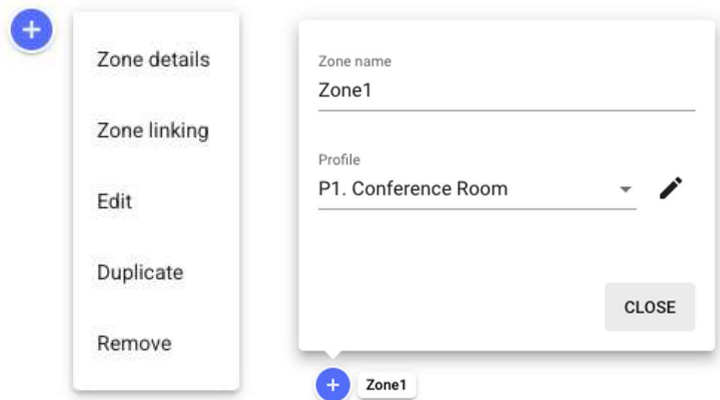 Zone details
Zone linking
Edit
Duplicate
Remove
Zone name
Zone1
Profile
P1. Conference Room
CLOSE
Zone1